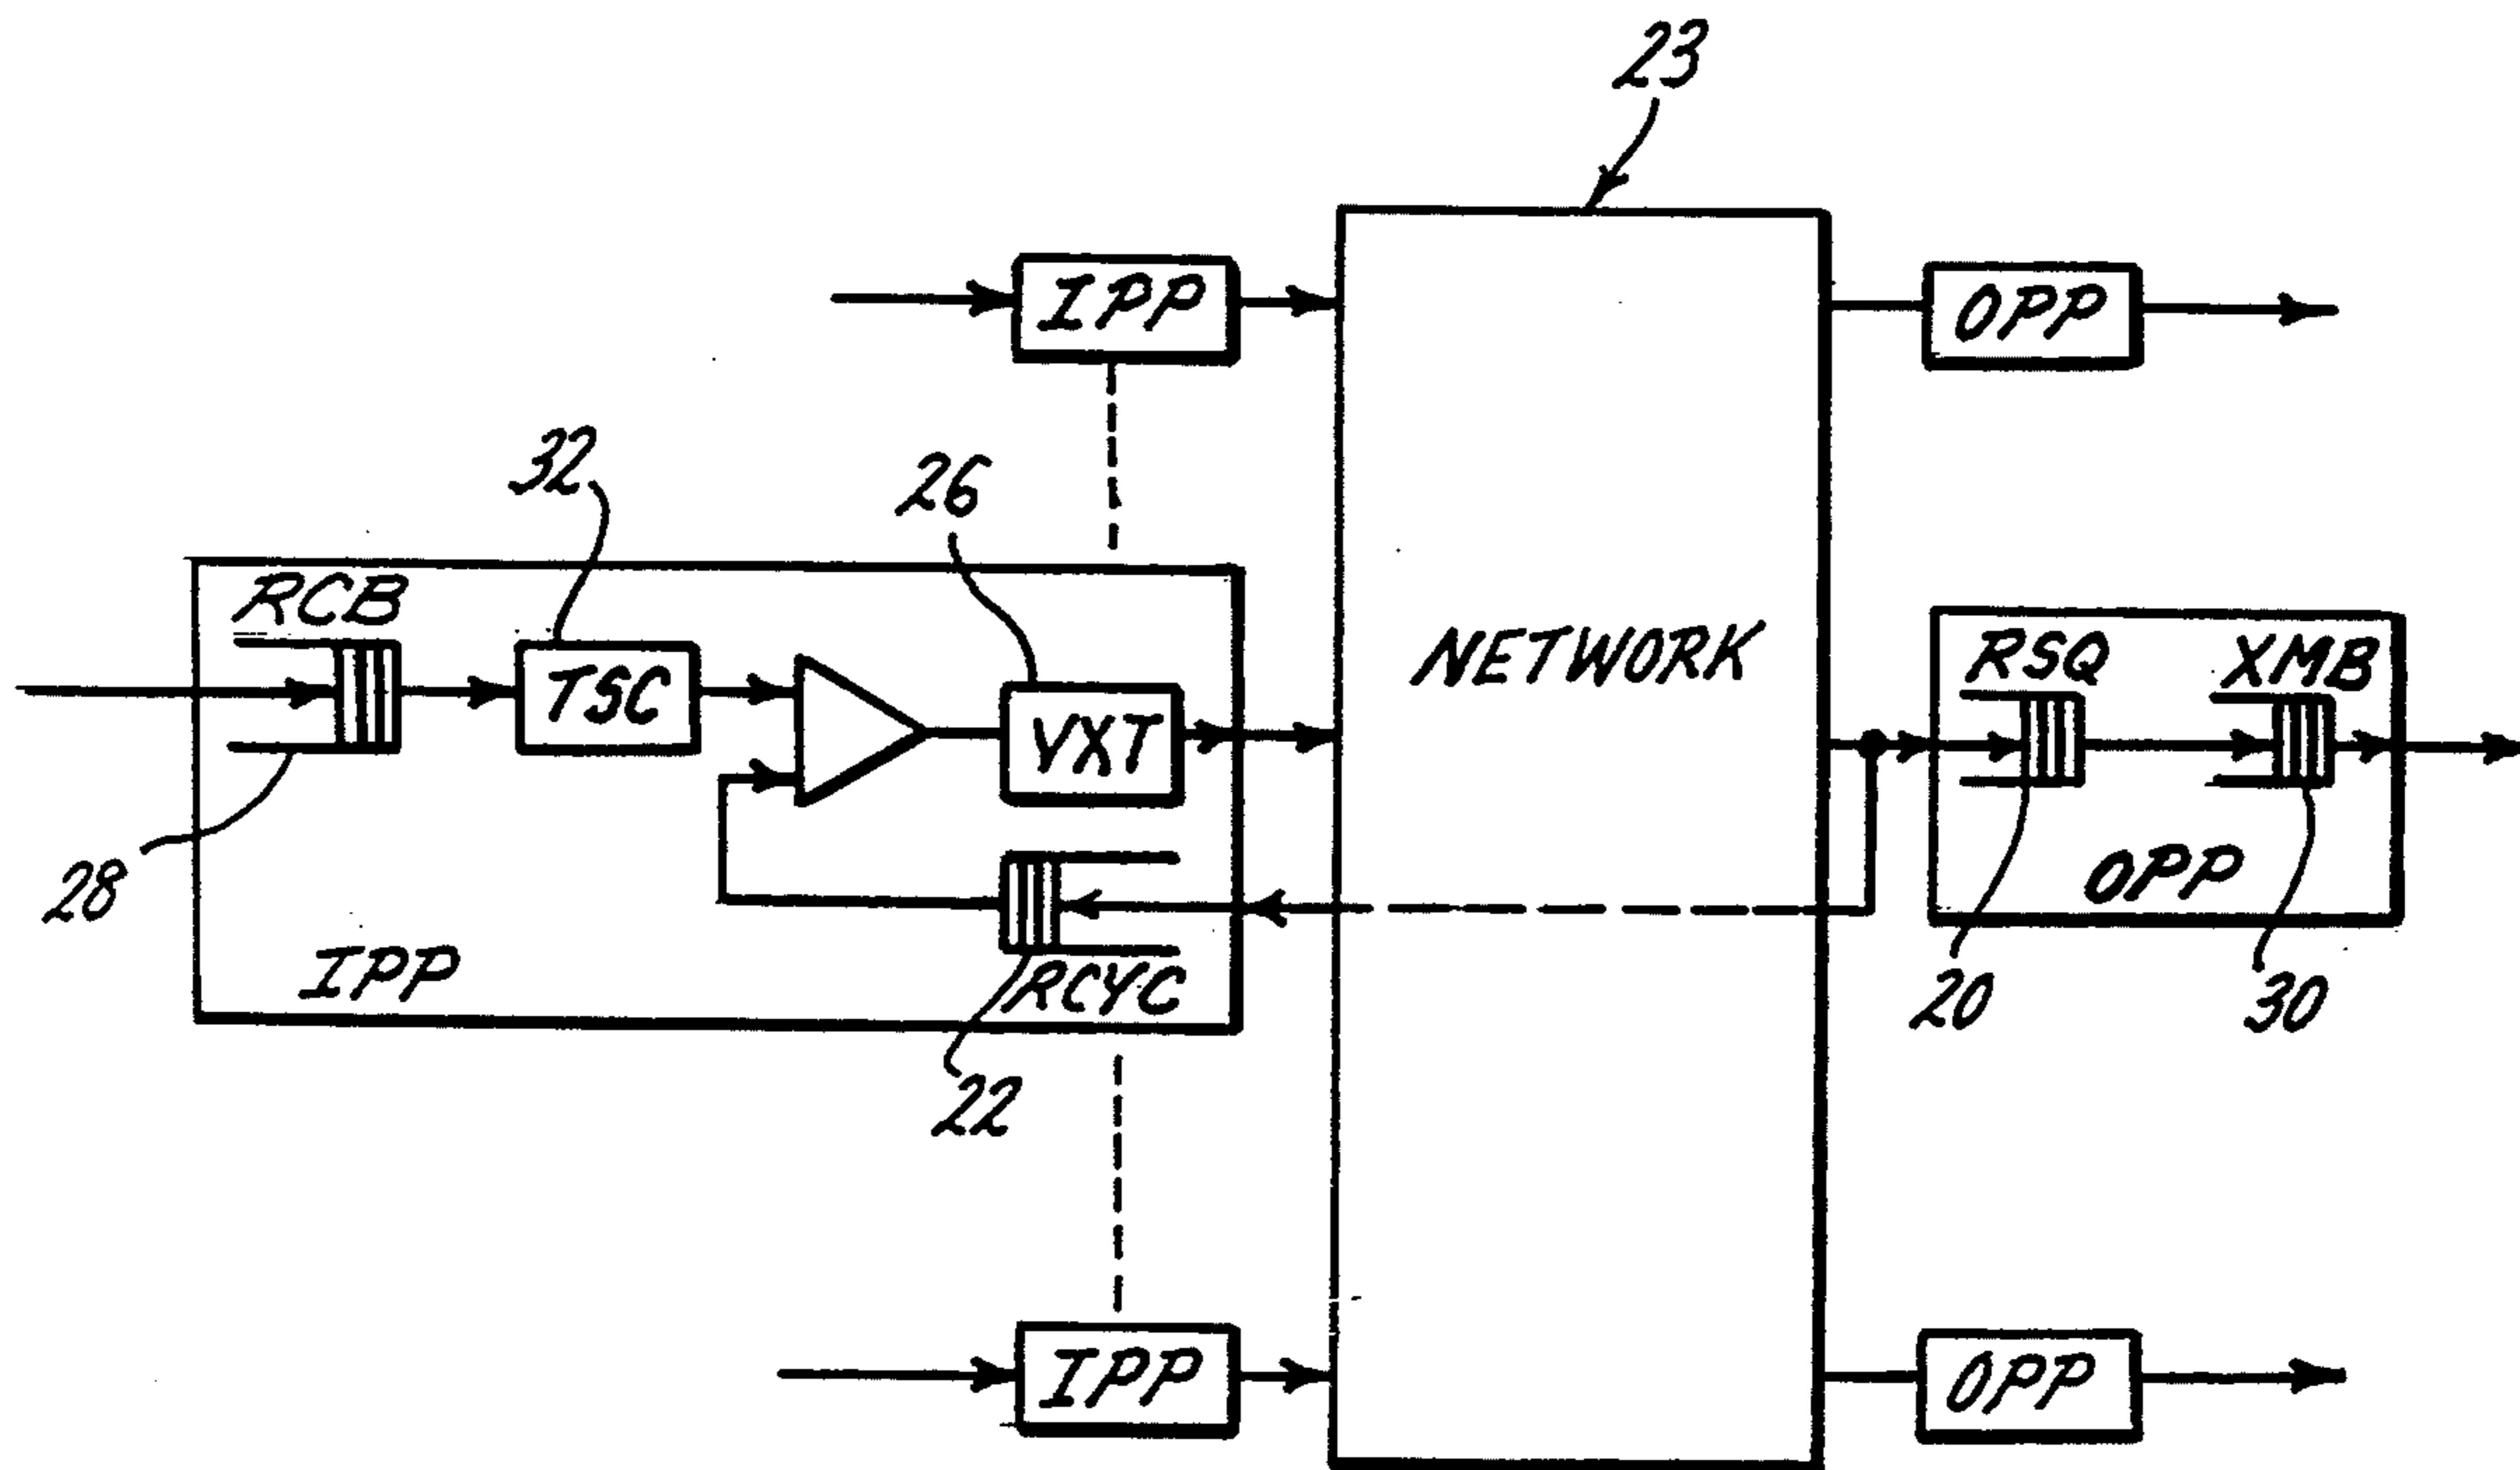 23
IPP
OPP
32
26
RCB
TSC
VXT
NETWORK
RSQ
XMB
28
OPP
IPP
RCYC
20
30
22
IPP
OPP